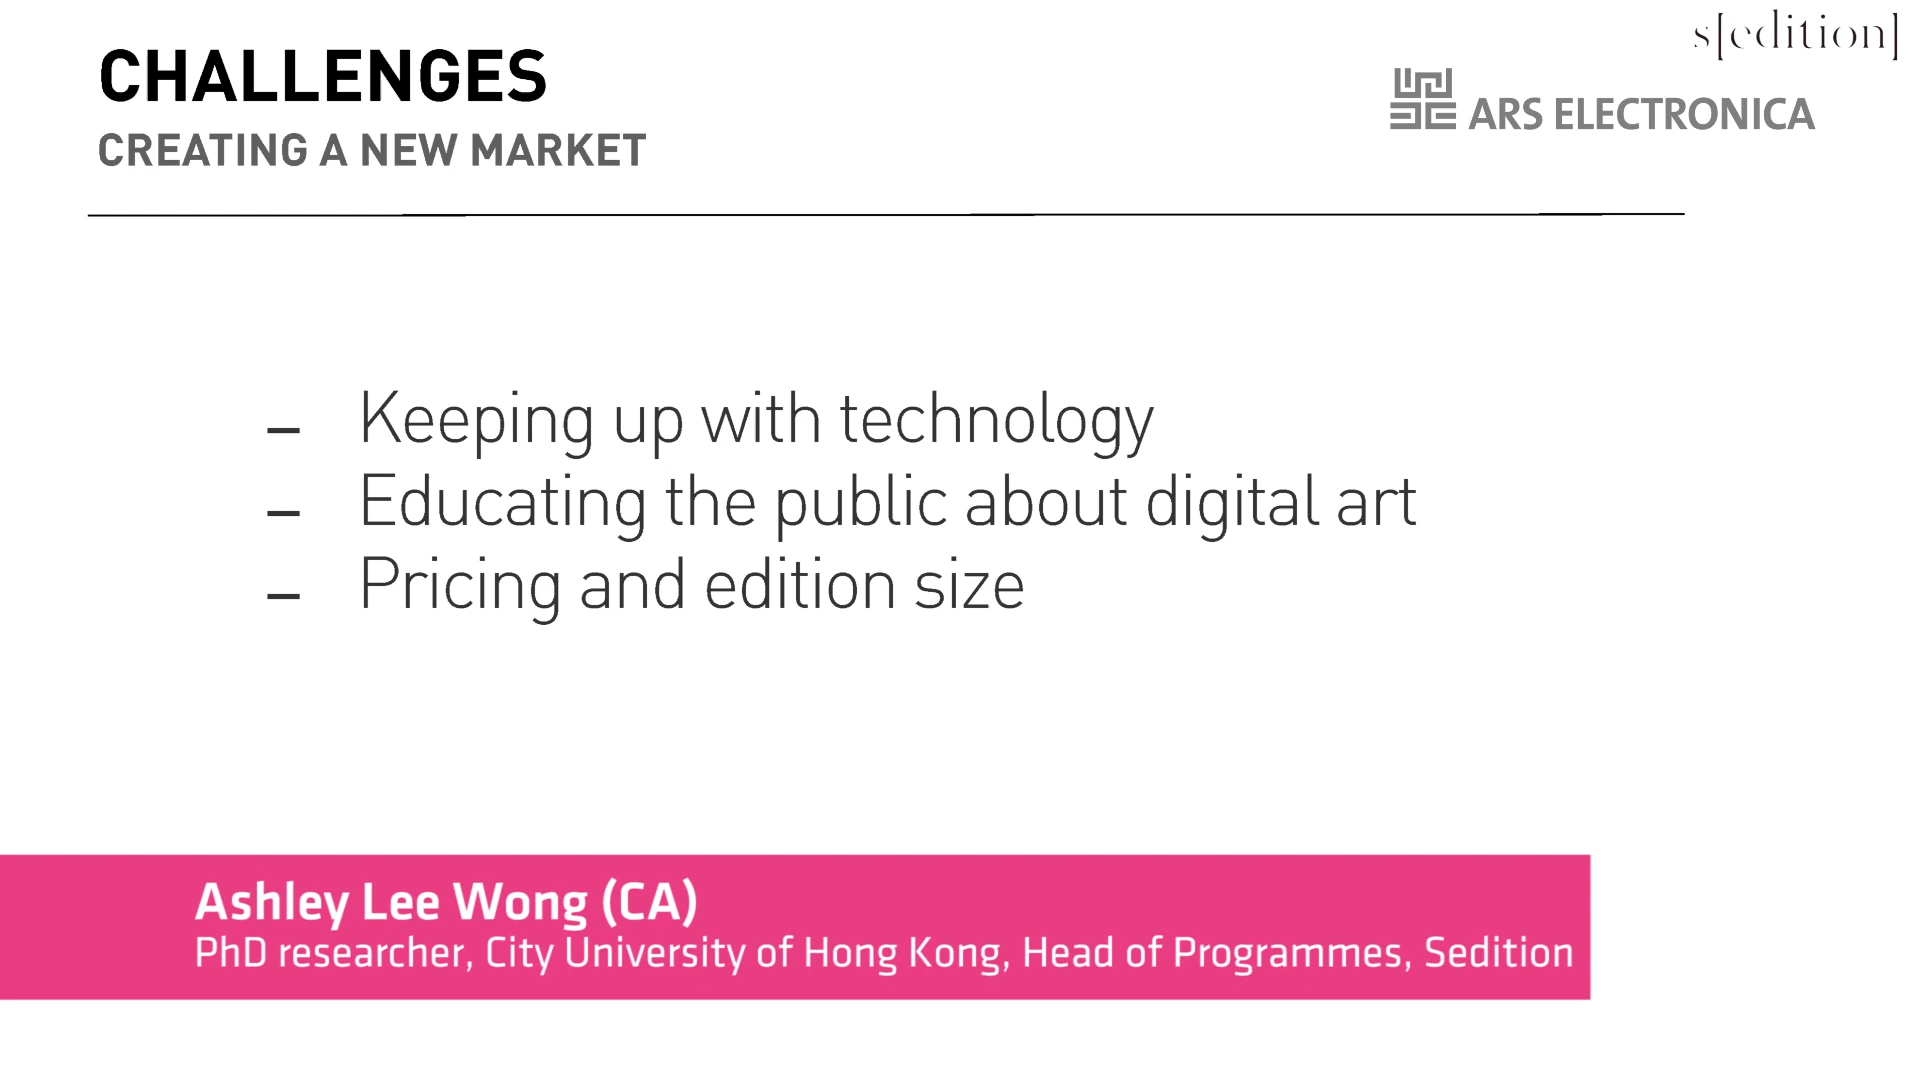 s[edition]
CHALLENGES
ARS ELECTRONICA
CREATING A NEW MARKET
– Keeping up with technology
– Educating the public about digital art
– Pricing and edition size
Ashley Lee Wong (CA)
PhD researcher, City University of Hong Kong, Head of Programmes, Sedition